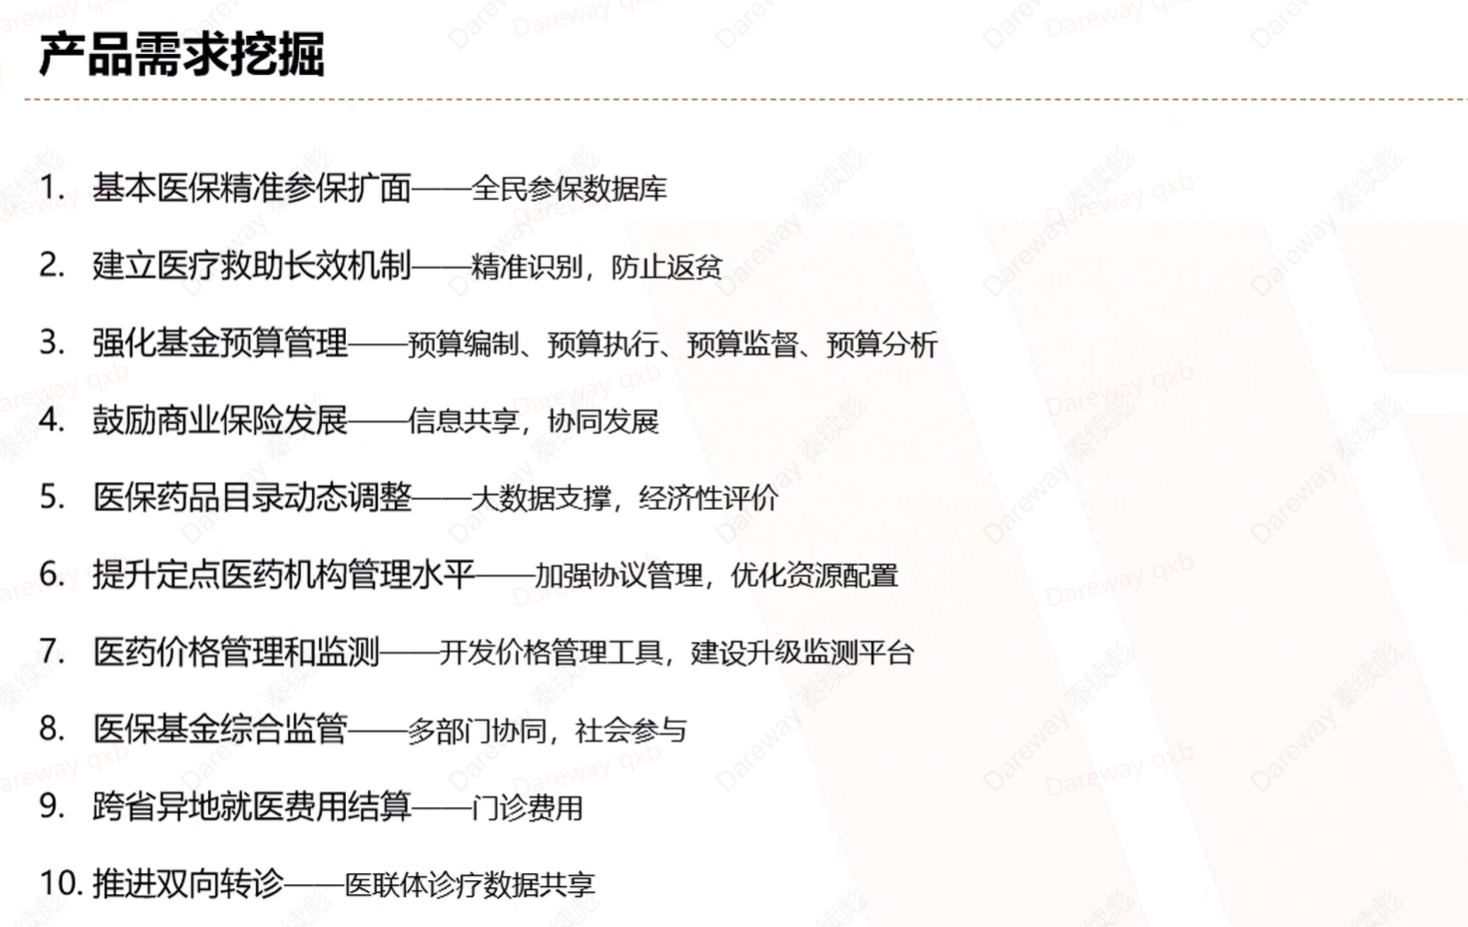 产品需求挖掘
1. 基本医保精准参保扩面——全民参保数据库
2. 建立医疗救助长效机制——精准识别，防止返贫
3. 强化基金预算管理——预算编制、预算执行、预算监督、预算分析
4. 鼓励商业保险发展——信息共享，协同发展
5. 医保药品目录动态调整——大数据支撑，经济性评价
6. 提升定点医药机构管理水平——加强协议管理，优化资源配置
7. 医药价格管理和监测——开发价格管理工具，建设升级监测平台
8. 医保基金综合监管——多部门协同，社会参与
9. 跨省异地就医费用结算——门诊费用
10. 推进双向转诊——医联体诊疗数据共享
Dareway qxb
Dareway 秦续彪